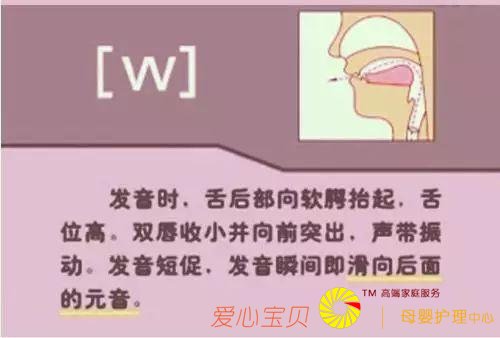 [w]
发音时，舌后部向软腭抬起，舌
位高。双唇收小并向前突出，声带振
动。发音短促，发音瞬间即滑向后面
的元音。
TM 高端家庭服务
爱心宝贝
母婴护理中心